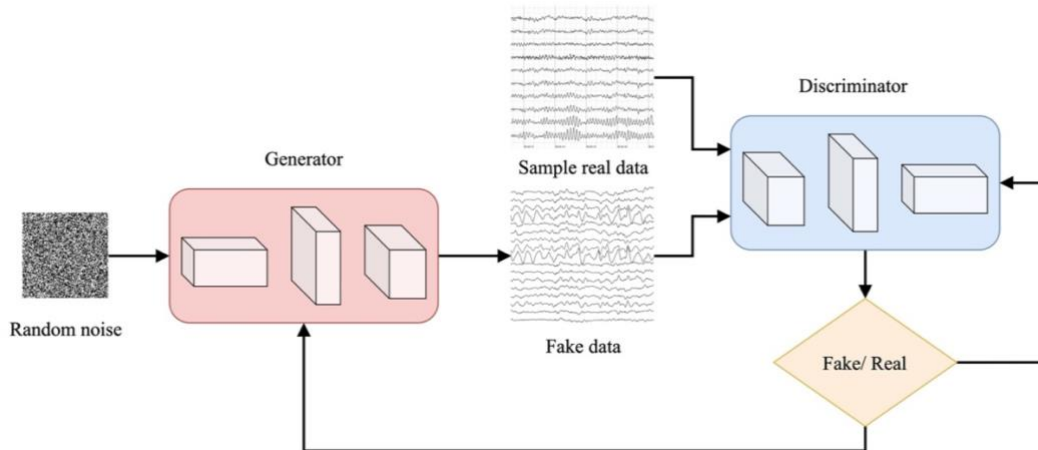 Discriminator
Generator
Sample real data
Random noise
Fake data
Fake/ Real